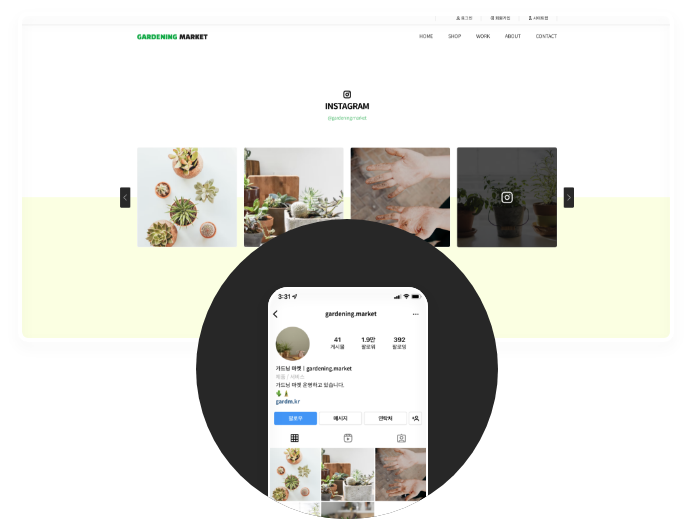 로그인 회원가입 사이트맵
GARDENING MARKET
HOME SHOP WORK ABOUT CONTACT
INSTAGRAM
@gardeningmarket
3:31
gardening.market
41 1.9만 392
게시물 팔로워 팔로잉
가드닝 마켓 | gardening.market
제품 / 서비스
가드닝 마켓 운영하고 있습니다.
gardm.kr
팔로우 메시지 연락처